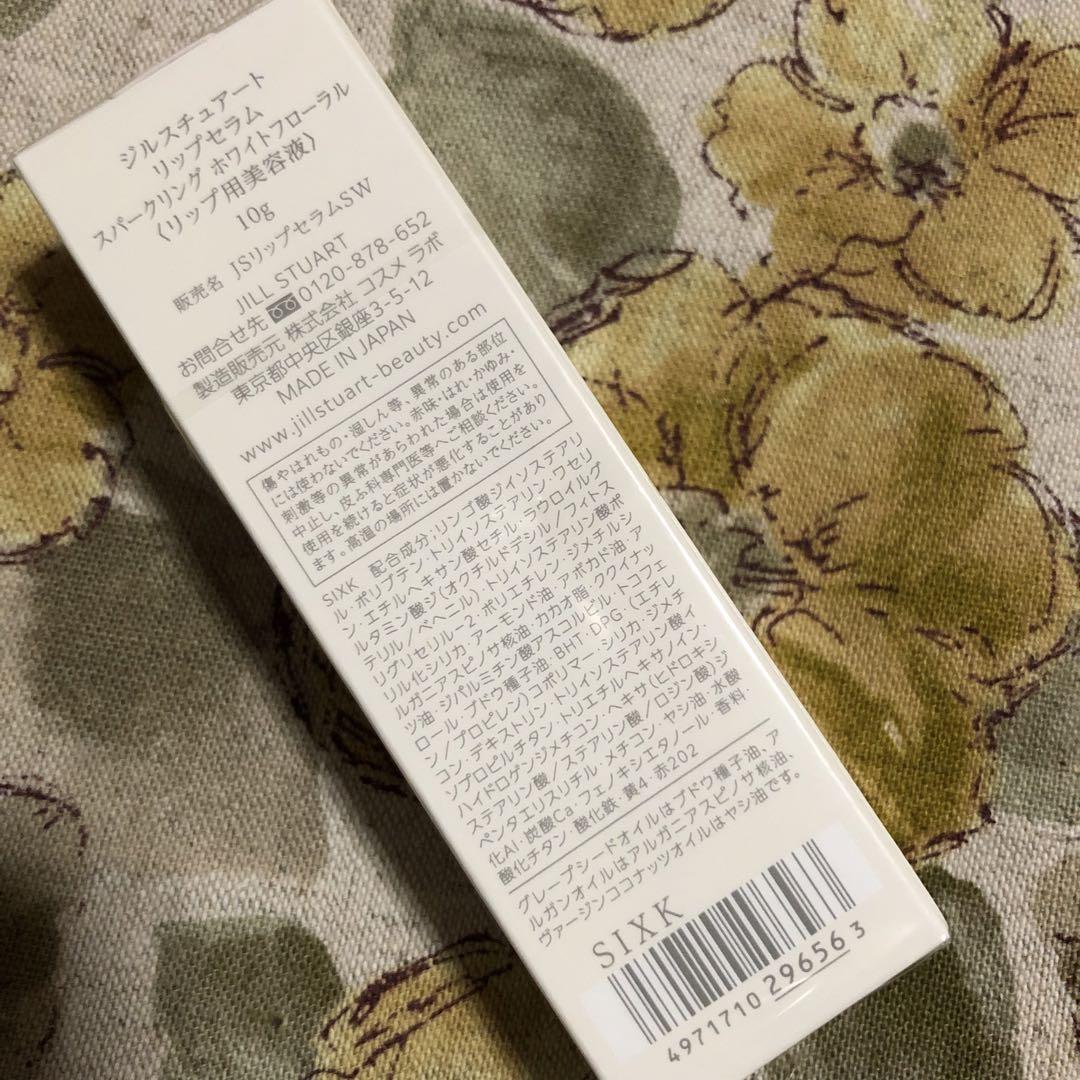 ジルスチュアート
リップセラム
スパークリング ホワイトフローラル
〈リップ用美容液〉
10g
販売名 JSリップセラムSW
JILL STUART
お問合せ先 0120-878-652
製造販売元 株式会社 コスメ ラボ
東京都中央区銀座3-5-12
MADE IN JAPAN
www.jillstuart-beauty.com
傷やはれもの・湿しん等、異常のある部位
には使わないでください。赤味・はれ・かゆみ・
刺激等の異常があらわれた場合は使用を
中止し、皮ふ科専門医等へご相談ください。
使用を続けると症状が悪化することがあり
ます。高温の場所には置かないでください。
SIXK 配合成分:リンゴ酸ジイソステアリ
ル・ポリブテン・トリイソステアリン・ワセリ
ン・エチルヘキサン酸セチル・ラウロイルグ
ルタミン酸ジ(オクチルドデシル/フィトス
テリル/ベヘニル)・トリイソステアリン酸ポ
リグリセリル-2・ポリエチレン・ジメチルシ
リル化シリカ・アーモンド油・アボカド油・ア
ルガニアスピノサ核油・カカオ脂・ククイナッ
ツ油・ジパルミチン酸アスコルビル・トコフェ
ロール・ブドウ種子油・BHT・DPG・(エチレ
ン/プロピレン)コポリマー・シリカ・ジメチ
コン・デキストリン・トリイソステアリン酸イ
ソプロピルチタン・トリエチルヘキサノイン・
ハイドロゲンジメチコン・ヘキサ(ヒドロキシ
ステアリン酸/ステアリン酸/ロジン酸)ジ
ペンタエリスリチル・メチコン・ヤシ油・水酸
化Al・炭酸Ca・フェノキシエタノール・香料・
酸化チタン・酸化鉄・黄4・赤202
グレープシードオイルはブドウ種子油、ア
ルガンオイルはアルガニアスピノサ核油、
ヴァージンココナッツオイルはヤシ油です。
SIXK
4971710 296563